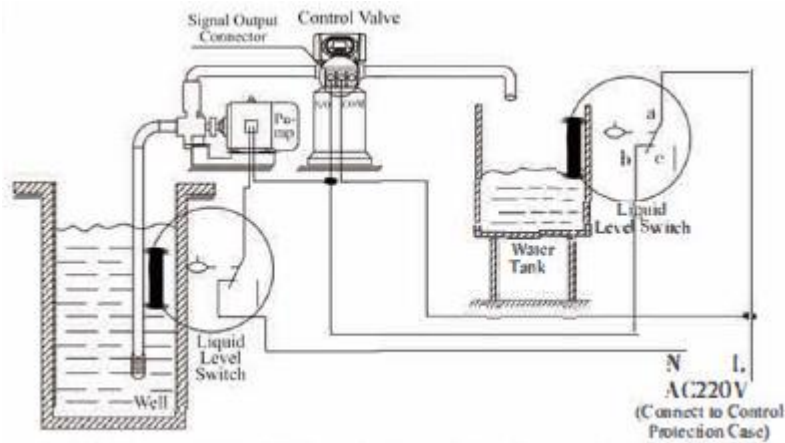 Signal Output
Connector
Control Valve
Pu-
mp
N/O COM
a
b c
Liquid
Level Switch
Water
Tank
Liquid
Level
Switch
Well
N L
AC220V
(Connect to Control
Protection Case)